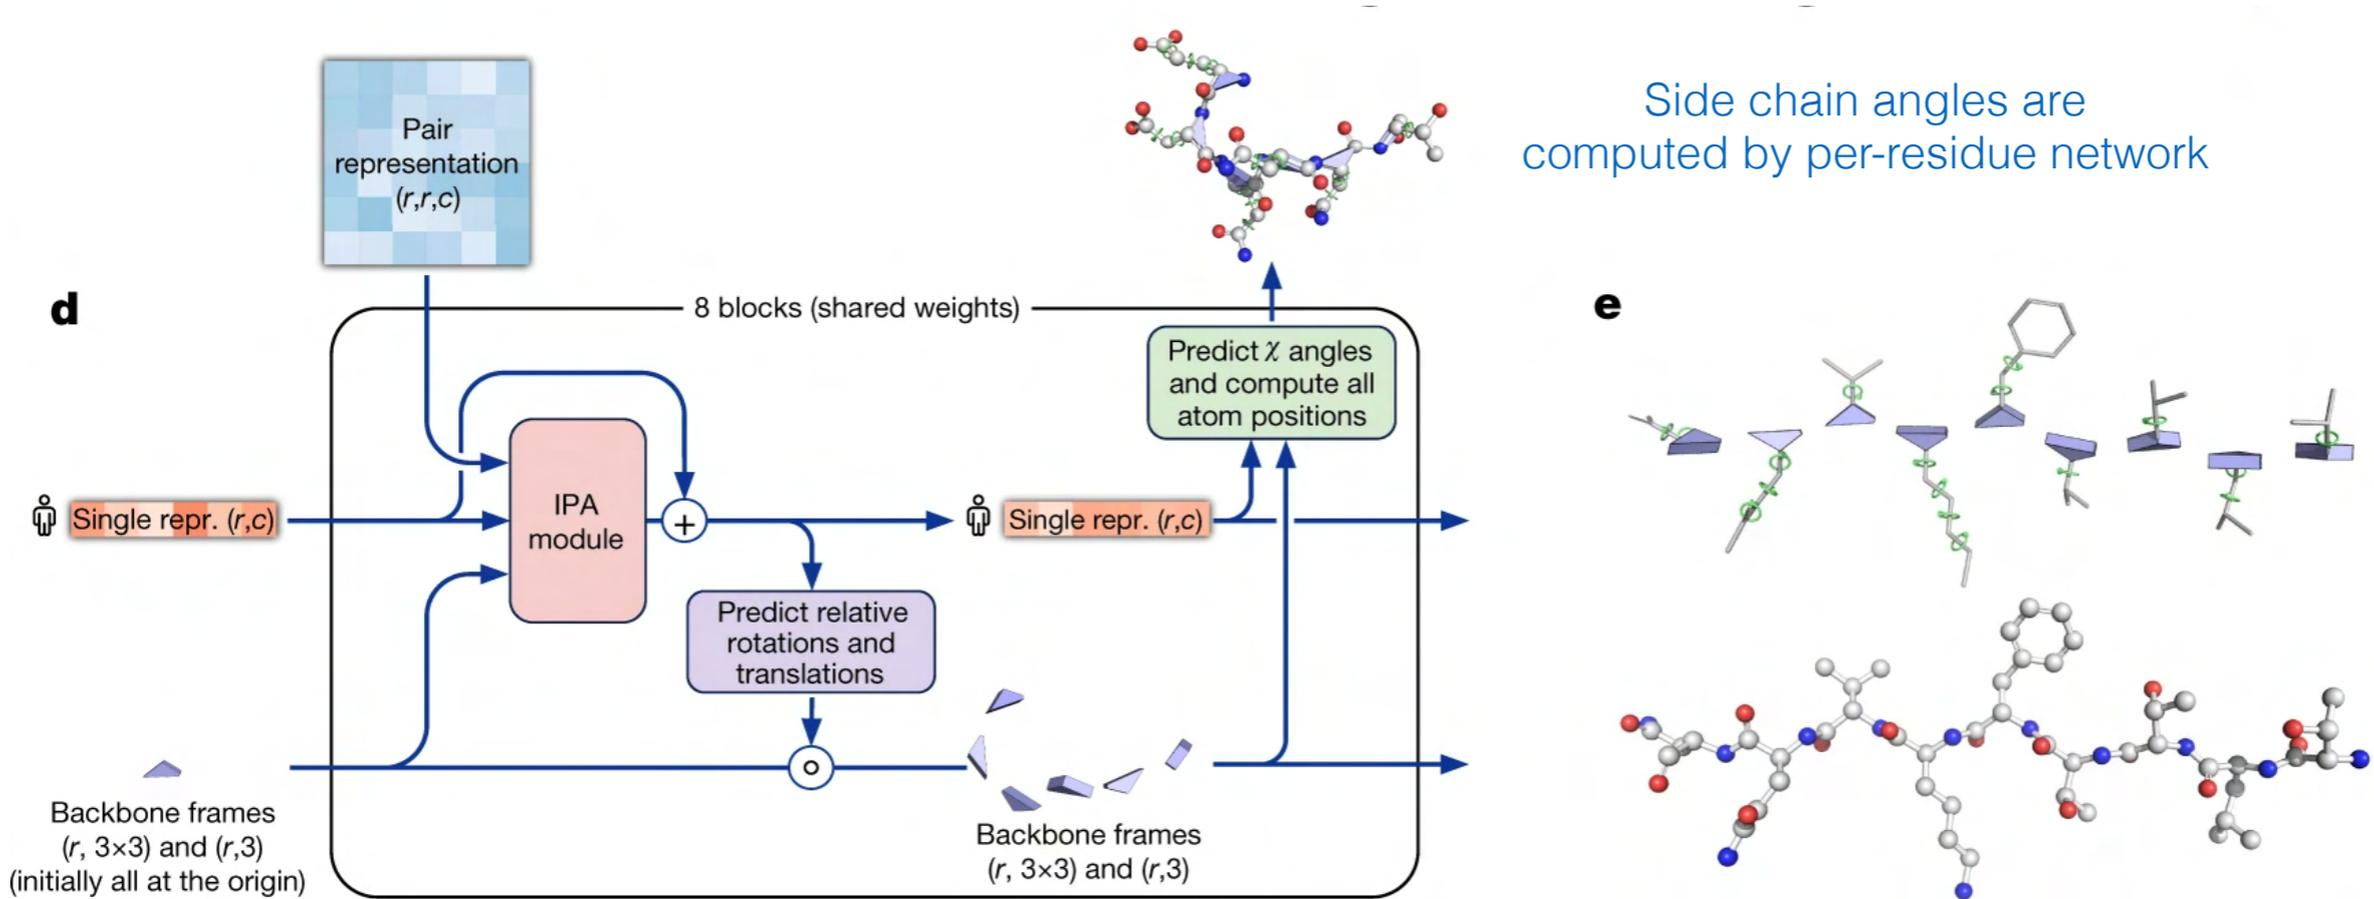 Pair
representation
(r,r,c)
Side chain angles are
computed by per-residue network
d
8 blocks (shared weights)
e
Predict χ angles
and compute all
atom positions
IPA
module
Single repr. (r,c)
+
Single repr. (r,c)
Predict relative
rotations and
translations
Backbone frames
(r, 3×3) and (r,3)
(initially all at the origin)
Backbone frames
(r, 3×3) and (r,3)